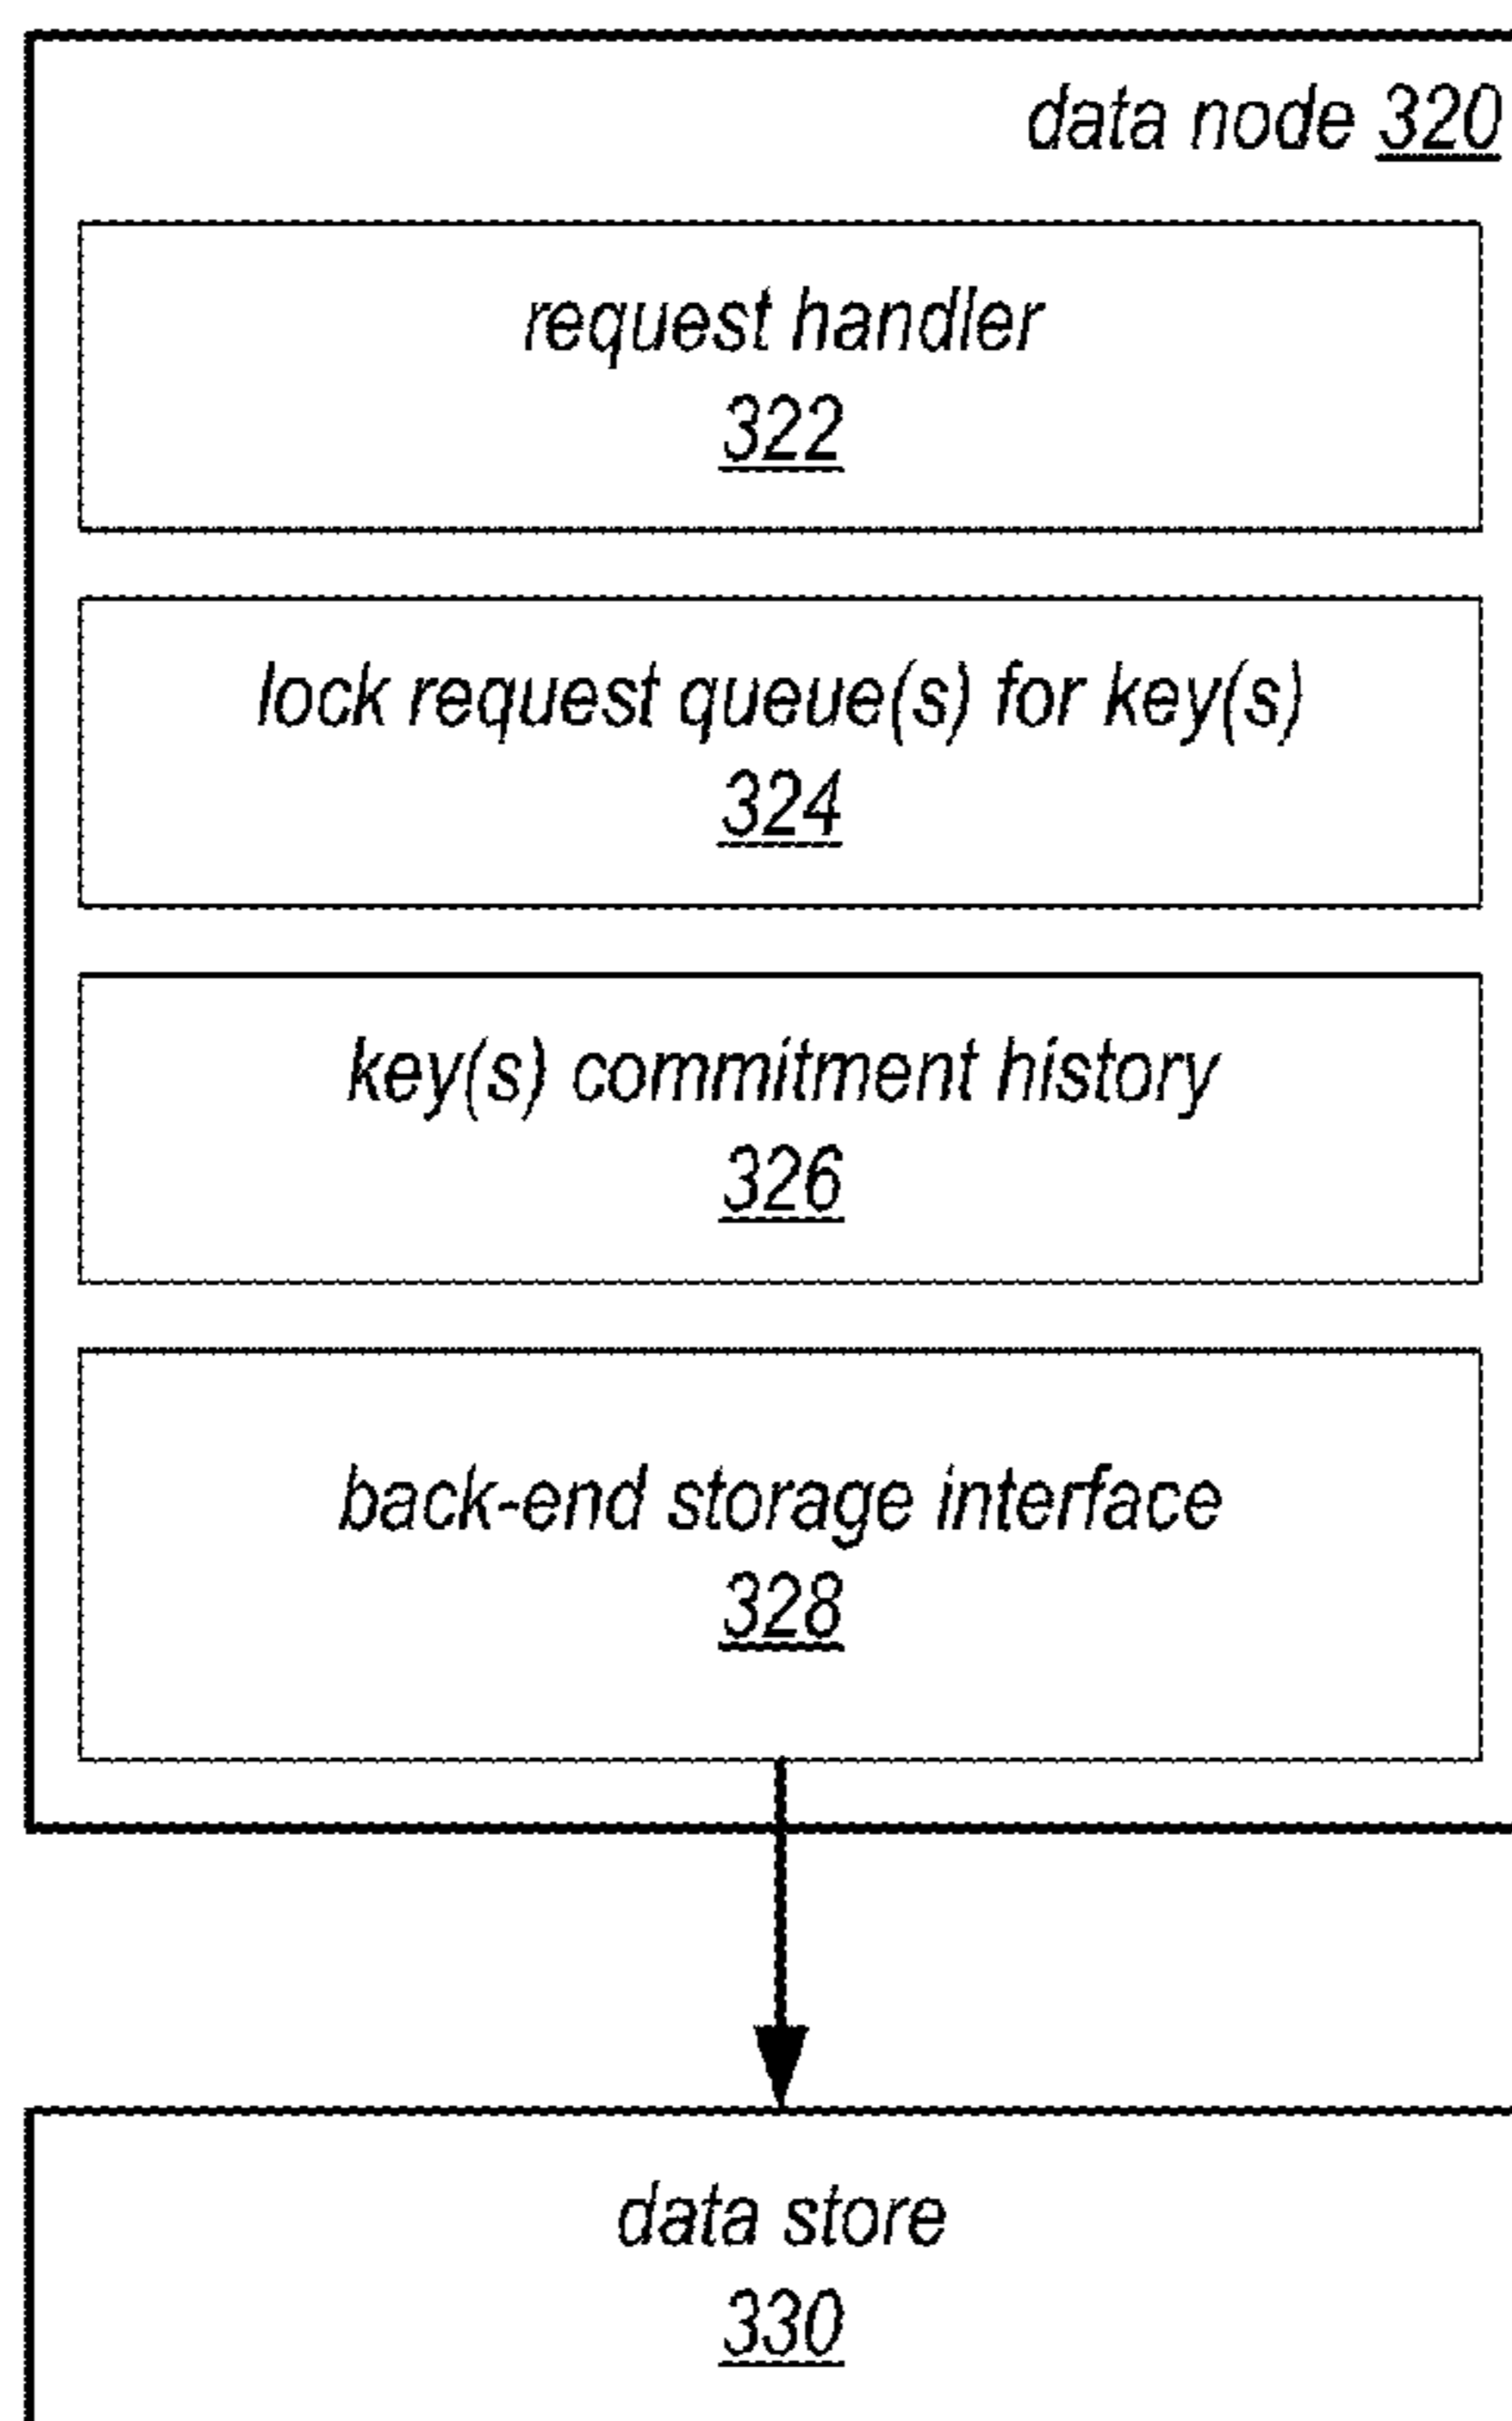 data node 320
request handler
322
lock request queue(s) for key(s)
324
key(s) commitment history
326
back-end storage interface
328
data store
330